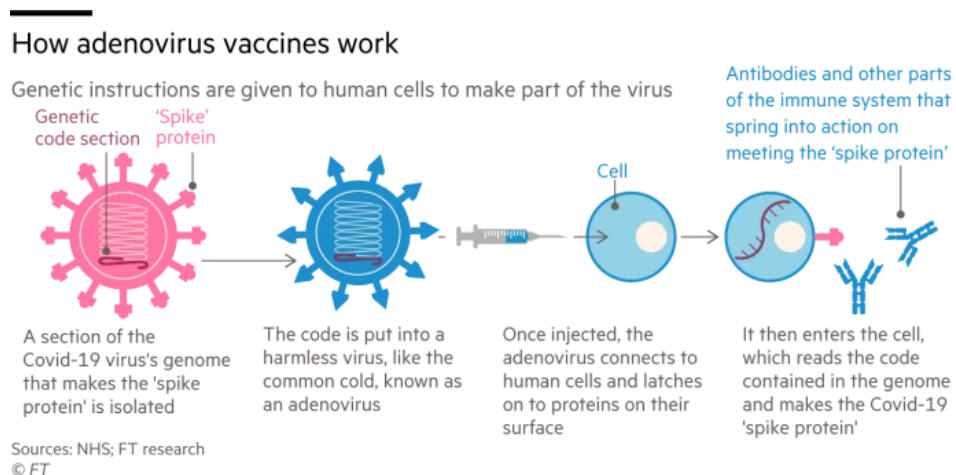 How adenovirus vaccines work
Genetic instructions are given to human cells to make part of the virus
Genetic
code section
‘Spike’
protein
Cell
Antibodies and other parts
of the immune system that
spring into action on
meeting the ‘spike protein’
A section of the
Covid-19 virus's genome
that makes the 'spike
protein' is isolated
The code is put into a
harmless virus, like the
common cold, known as
an adenovirus
Once injected, the
adenovirus connects to
human cells and latches
on to proteins on their
surface
It then enters the cell,
which reads the code
contained in the genome
and makes the Covid-19
'spike protein'
Sources: NHS; FT research
© FT